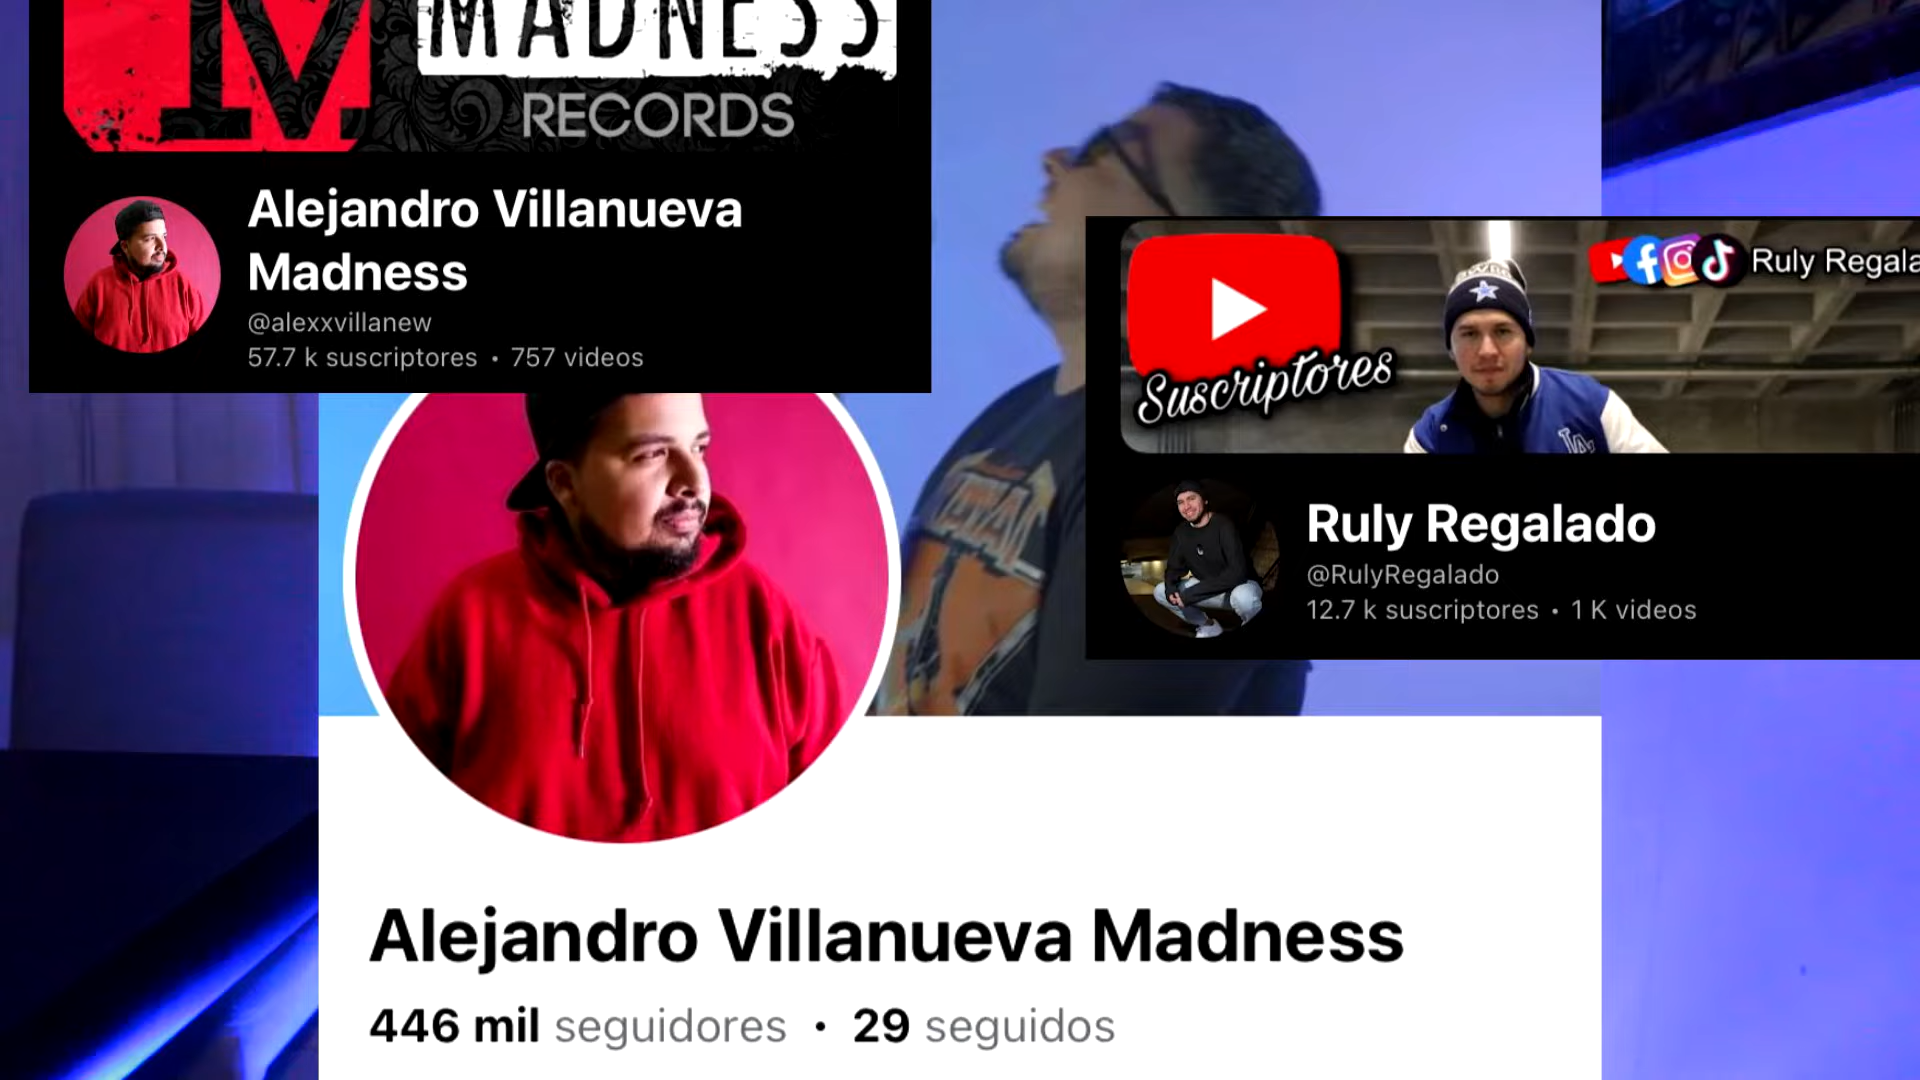 MADNESS
RECORDS
Alejandro Villanueva
Madness
@alexxvillanew
57.7 k suscriptores • 757 videos
Suscriptores
Ruly Regala
Ruly Regalado
@RulyRegalado
12.7 k suscriptores • 1 K videos
Alejandro Villanueva Madness
446 mil seguidores • 29 seguidos